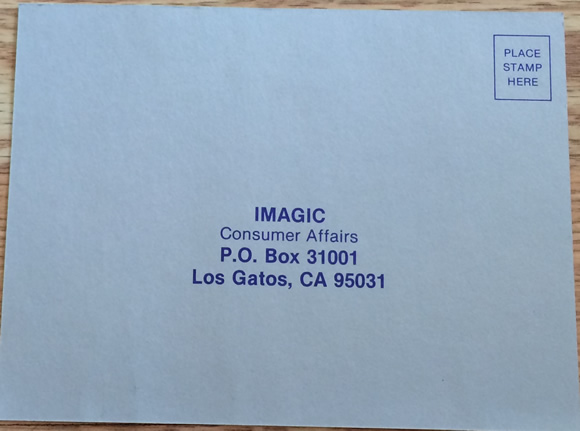 PLACE
STAMP
HERE
IMAGIC
Consumer Affairs
P.O. Box 31001
Los Gatos, CA 95031